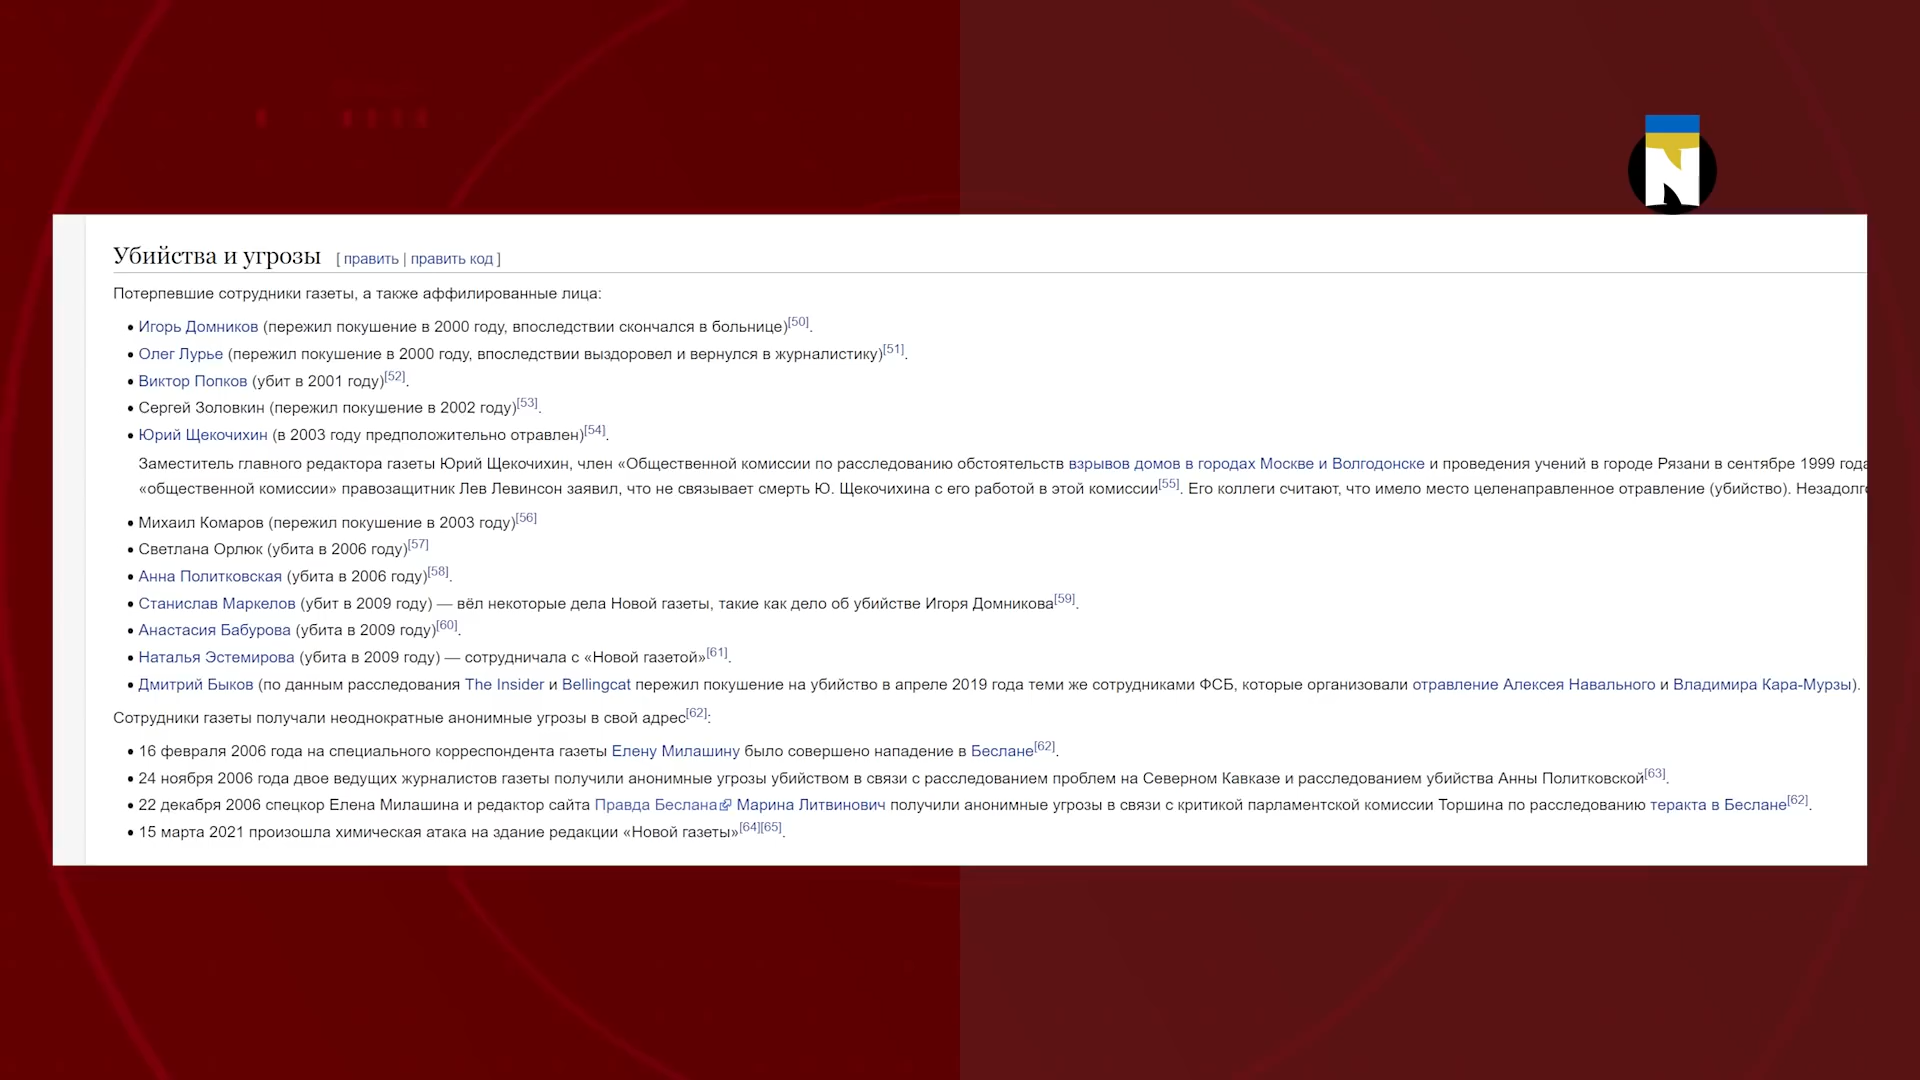 N
Убийства и угрозы [ править | править код ]
Потерпевшие сотрудники газеты, а также аффилированные лица:
• Игорь Домников (пережил покушение в 2000 году, впоследствии скончался в больнице)[50].
• Олег Лурье (пережил покушение в 2000 году, впоследствии выздоровел и вернулся в журналистику)[51].
• Виктор Попков (убит в 2001 году)[52].
• Сергей Золовкин (пережил покушение в 2002 году)[53].
• Юрий Щекочихин (в 2003 году предположительно отравлен)[54].
Заместитель главного редактора газеты Юрий Щекочихин, член «Общественной комиссии по расследованию обстоятельств взрывов домов в городах Москве и Волгодонске и проведения учений в городе Рязани в сентябре 1999 года
«общественной комиссии» правозащитник Лев Левинсон заявил, что не связывает смерть Ю. Щекочихина с его работой в этой комиссии[55]. Его коллеги считают, что имело место целенаправленное отравление (убийство). Незадолго
• Михаил Комаров (пережил покушение в 2003 году)[56]
• Светлана Орлюк (убита в 2006 году)[57]
• Анна Политковская (убита в 2006 году)[58].
• Станислав Маркелов (убит в 2009 году) — вёл некоторые дела Новой газеты, такие как дело об убийстве Игоря Домникова[59].
• Анастасия Бабурова (убита в 2009 году)[60].
• Наталья Эстемирова (убита в 2009 году) — сотрудничала с «Новой газетой»[61].
• Дмитрий Быков (по данным расследования The Insider и Bellingcat пережил покушение на убийство в апреле 2019 года теми же сотрудниками ФСБ, которые организовали отравление Алексея Навального и Владимира Кара-Мурзы).
Сотрудники газеты получали неоднократные анонимные угрозы в свой адрес[62]:
• 16 февраля 2006 года на специального корреспондента газеты Елену Милашину было совершено нападение в Беслане[62].
• 24 ноября 2006 года двое ведущих журналистов газеты получили анонимные угрозы убийством в связи с расследованием проблем на Северном Кавказе и расследованием убийства Анны Политковской[63].
• 22 декабря 2006 спецкор Елена Милашина и редактор сайта Правда Беслана Марина Литвинович получили анонимные угрозы в связи с критикой парламентской комиссии Торшина по расследованию теракта в Беслане[62].
• 15 марта 2021 произошла химическая атака на здание редакции «Новой газеты»[64][65].